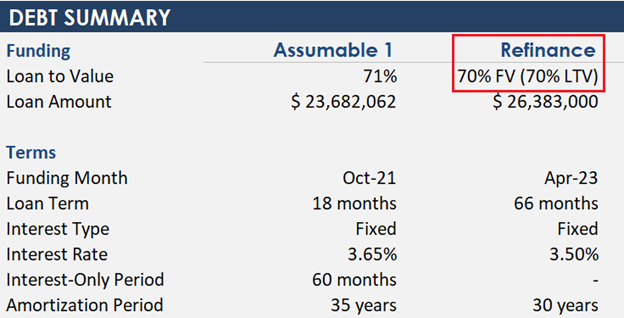 DEBT SUMMARY
Funding Assumable 1 Refinance
Loan to Value 71% 70% FV (70% LTV)
Loan Amount $ 23,682,062 $ 26,383,000
Terms
Funding Month Oct-21 Apr-23
Loan Term 18 months 66 months
Interest Type Fixed Fixed
Interest Rate 3.65% 3.50%
Interest-Only Period 60 months -
Amortization Period 35 years 30 years